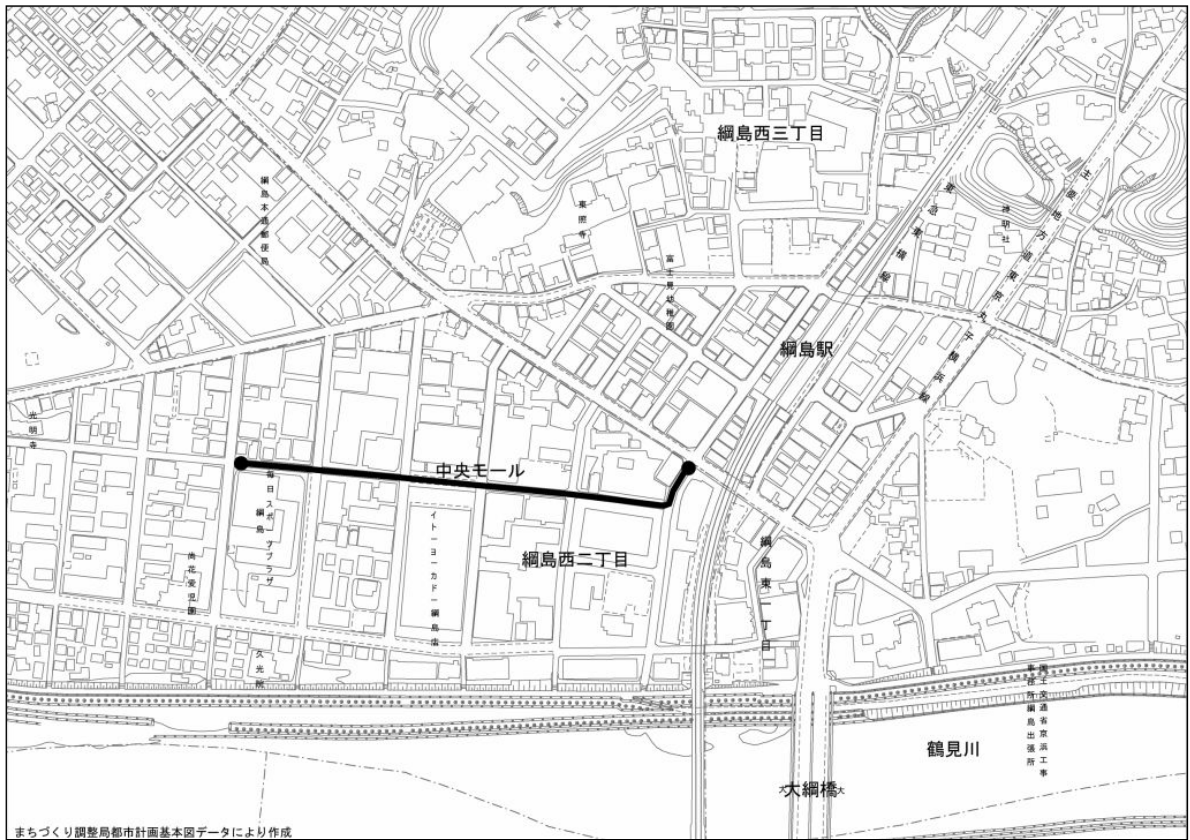 綱島西三丁目
綱島本通郵便局
東照寺
富士見幼稚園
東急東横線
神明社
主要地方道東京丸子横浜線
綱島駅
光明寺
中央モール
毎日スポーツプラザ
綱島
イトーヨーカドー綱島店
綱島西二丁目
綱島東一丁目
尚花愛児園
久光院
国土交通省京浜工事
事務所綱島出張所
鶴見川
大
大綱橋
大
まちづくり調整局都市計画基本図データにより作成